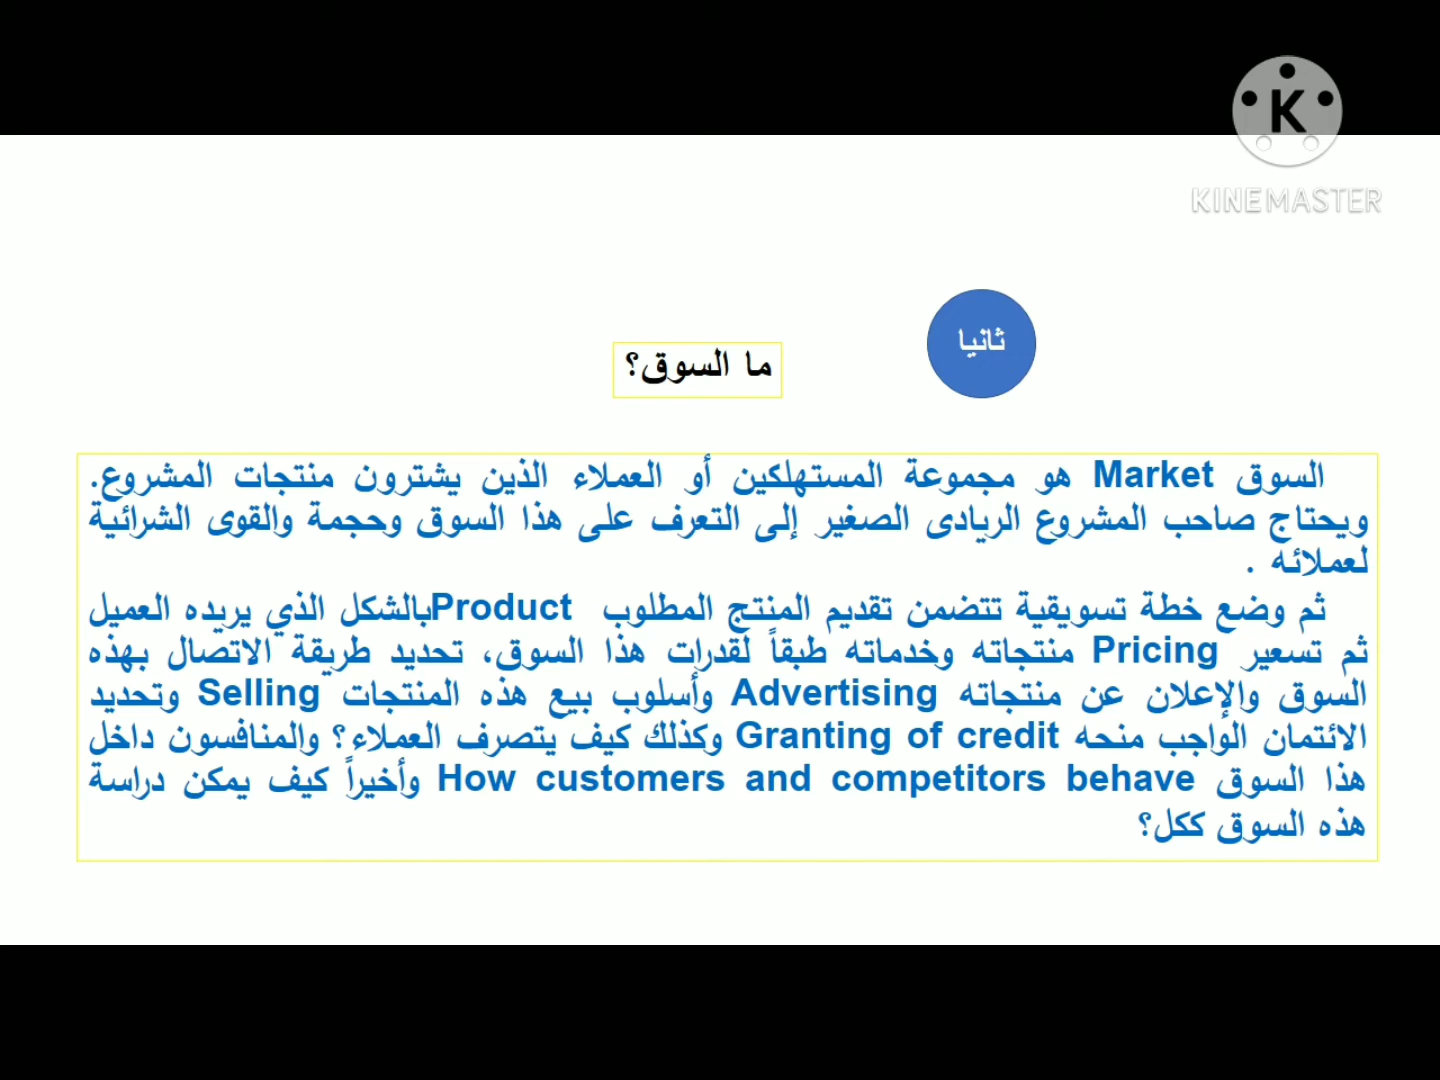 K
KINEMASTER
ثانيا
ما السوق؟
السوق Market هو مجموعة المستهلكين أو العملاء الذين يشترون منتجات المشروع.
ويحتاج صاحب المشروع الريادى الصغير إلى التعرف على هذا السوق وحجمة والقوى الشرائية
لعملائه .
ثم وضع خطة تسويقية تتضمن تقديم المنتج المطلوب Productبالشكل الذي يريده العميل
ثم تسعير Pricing منتجاته وخدماته طبقاً لقدرات هذا السوق، تحديد طريقة الاتصال بهذه
السوق والإعلان عن منتجاته Advertising وأسلوب بيع هذه المنتجات Selling وتحديد
الائتمان الواجب منحه Granting of credit وكذلك كيف يتصرف العملاء؟ والمنافسون داخل
هذا السوق How customers and competitors behave وأخيراً كيف يمكن دراسة
هذه السوق ككل؟